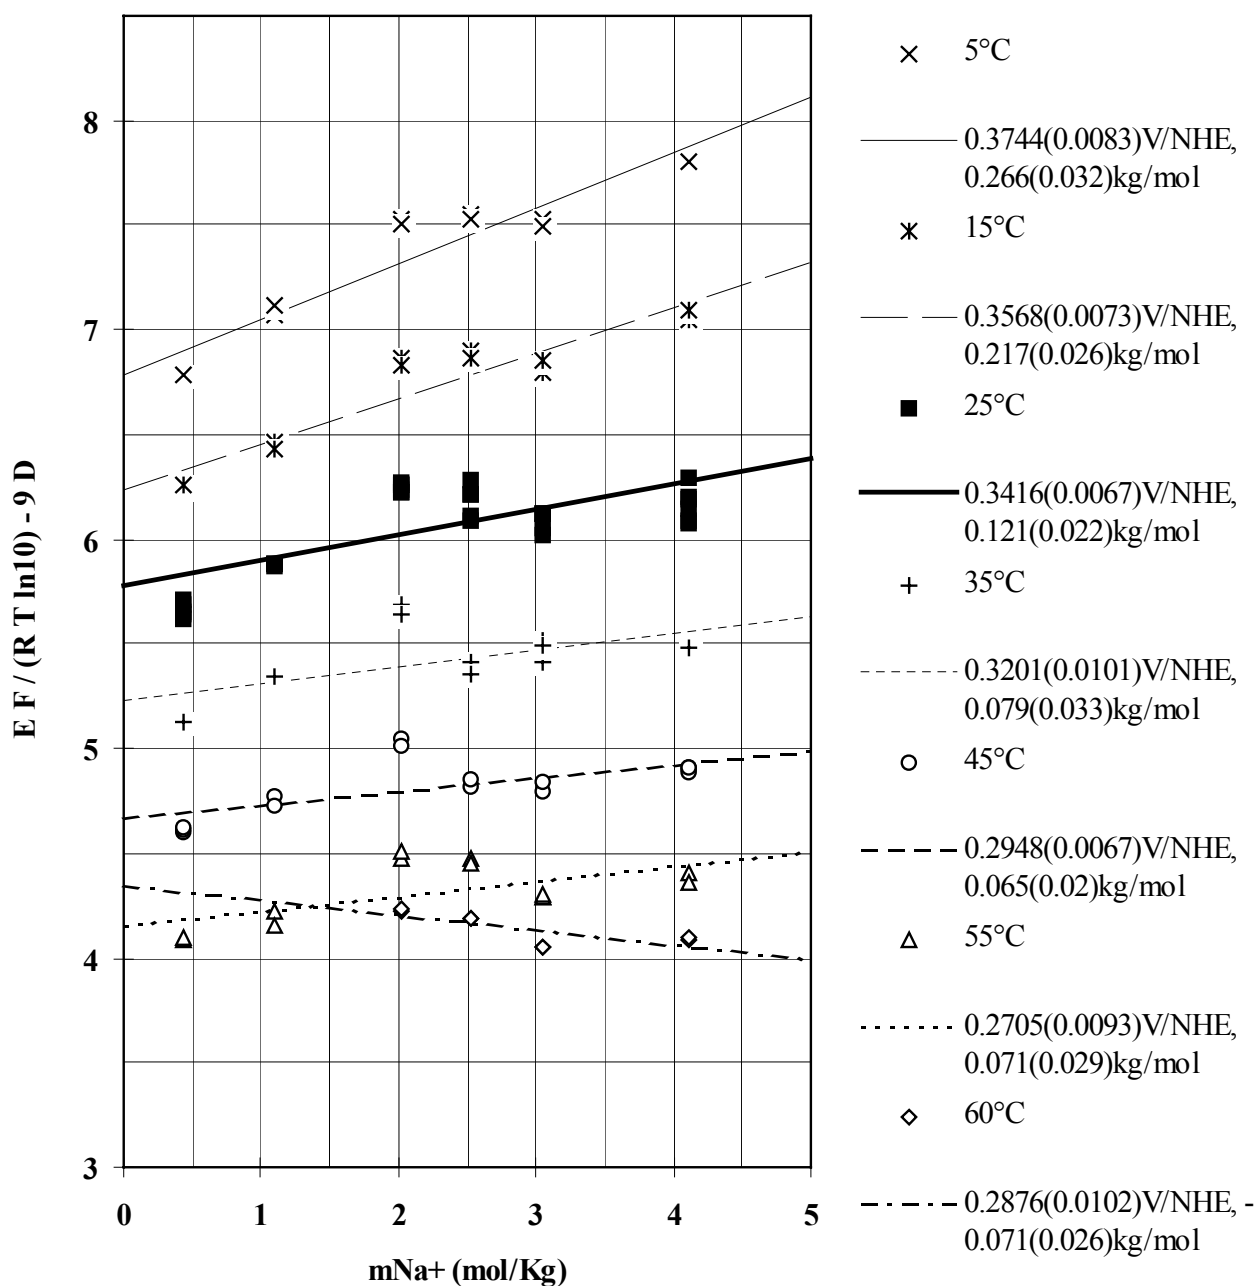 E F / (R T ln10) - 9 D
8
7
6
5
4
3
0 1 2 3 4 5
mNa+ (mol/Kg)
5°C
0.3744(0.0083)V/NHE,
0.266(0.032)kg/mol
15°C
0.3568(0.0073)V/NHE,
0.217(0.026)kg/mol
25°C
0.3416(0.0067)V/NHE,
0.121(0.022)kg/mol
35°C
0.3201(0.0101)V/NHE,
0.079(0.033)kg/mol
45°C
0.2948(0.0067)V/NHE,
0.065(0.02)kg/mol
55°C
0.2705(0.0093)V/NHE,
0.071(0.029)kg/mol
60°C
0.2876(0.0102)V/NHE, -
0.071(0.026)kg/mol